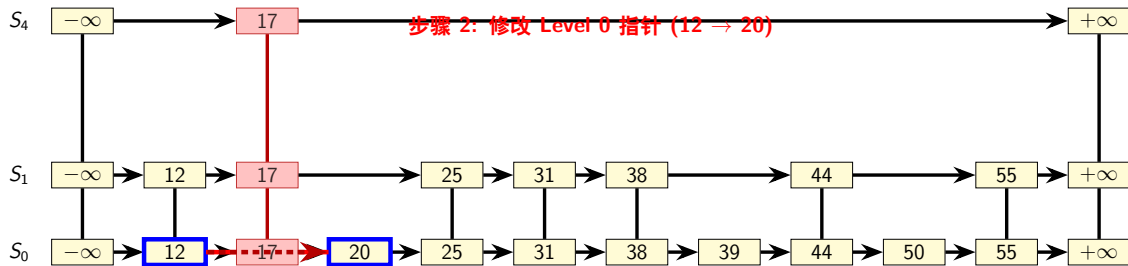 S₄ −∞ 17 +∞
步骤 2: 修改 Level 0 指针 (12 → 20)
S₁ −∞ 12 17 25 31 38 44 55 +∞
S₀ −∞ 12 17 20 25 31 38 39 44 50 55 +∞